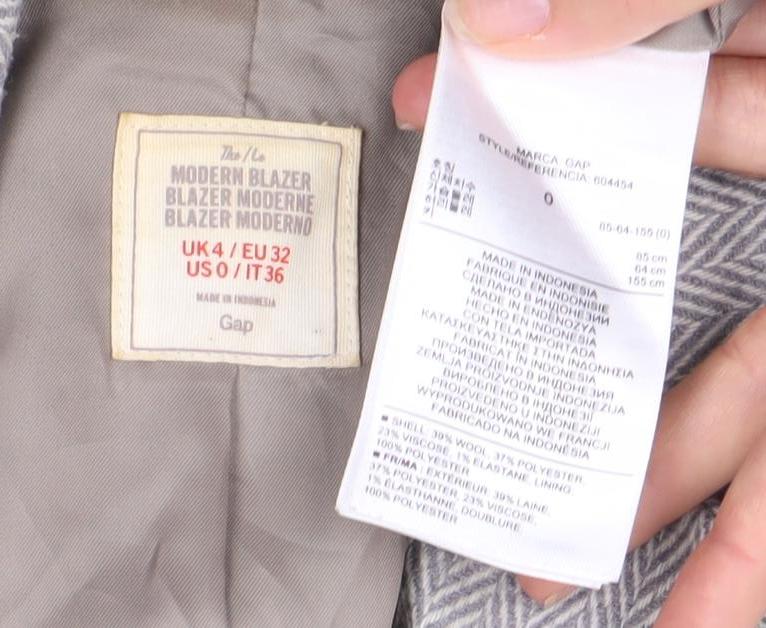 The / Le
MODERN BLAZER
BLAZER MODERNE
BLAZER MODERNO
UK 4 / EU 32
US 0 / IT 36
MADE IN INDONESIA
Gap
MARCA GAP
STYLE/REFERENCIA: 604454
0
85-64-155 (0)
85 cm
64 cm
155 cm
MADE IN INDONESIA
FABRIQUE EN INDONISIE
СДЕЛАНО В ИНДОНЕЗИИ
MADE IN ENDENOZYA
HECHO EN INDONESIA
CON TELA IMPORTADA
ΚΑΤΑΣΚΕΥΑΣΤΗΚΕ ΣΤΗΝ ΙΝΔΟΝΗΣΙΑ
FABRICAT ÎN INDONESIA
ПРОИЗВЕДЕНО В ИНДОНЕЗИЯ
ZEMLJA PROIZVODNJE INDONEZIJA
ВИРОБЛЕНО В ІНДОНЕЗІЇ
PROIZVEDENO U INDONEZIJI
WYPRODUKOWANO WE FRANCJI
FABRICADO NA INDONÉSIA
■ SHELL: 39% WOOL, 37% POLYESTER,
23% VISCOSE, 1% ELASTANE. LINING:
100% POLYESTER
■ FR/MA : EXTÉRIEUR: 39% LAINE,
37% POLYESTER, 23% VISCOSE,
1% ÉLASTHANNE, DOUBLURE:
100% POLYESTER